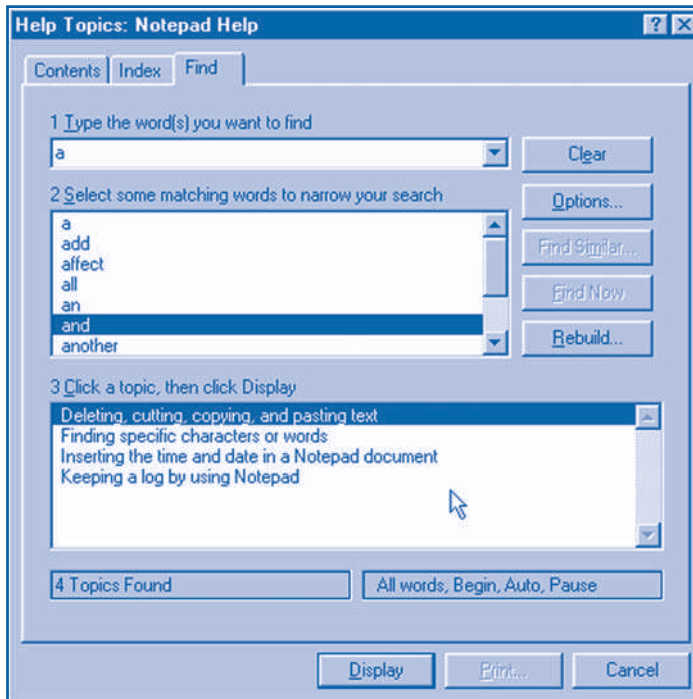 Help Topics: Notepad Help
Contents Index Find
1 Type the word(s) you want to find
a
Clear
2 Select some matching words to narrow your search
Options...
a
add
affect
all
an
and
another
Find Similar...
Find Now
Rebuild...
3 Click a topic, then click Display
Deleting, cutting, copying, and pasting text
Finding specific characters or words
Inserting the time and date in a Notepad document
Keeping a log by using Notepad
4 Topics Found
All words, Begin, Auto, Pause
Display Print... Cancel